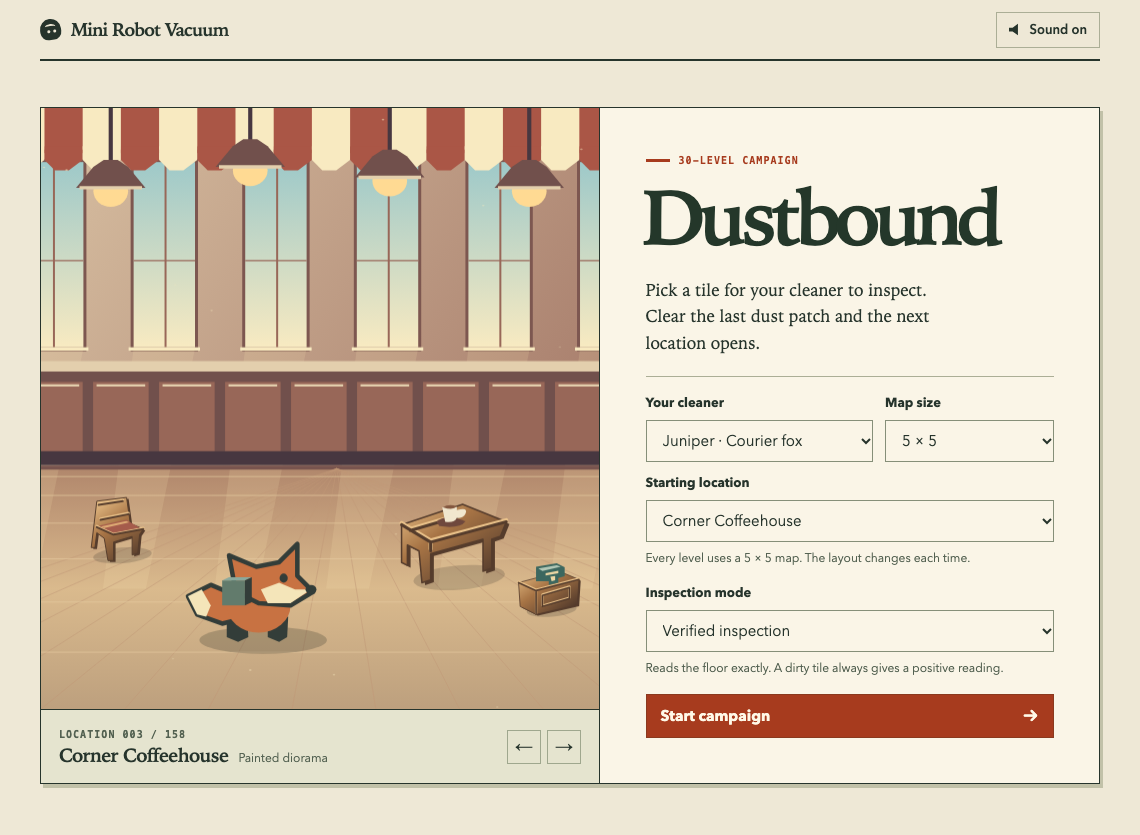 Mini Robot Vacuum
Sound on
30–LEVEL CAMPAIGN
Dustbound
Pick a tile for your cleaner to inspect.
Clear the last dust patch and the next
location opens.
Your cleaner
Map size
Juniper · Courier fox
5 × 5
Starting location
Corner Coffeehouse
Every level uses a 5 × 5 map. The layout changes each time.
Inspection mode
Verified inspection
Reads the floor exactly. A dirty tile always gives a positive reading.
Start campaign →
LOCATION 003 / 158
Corner Coffeehouse Painted diorama
← →